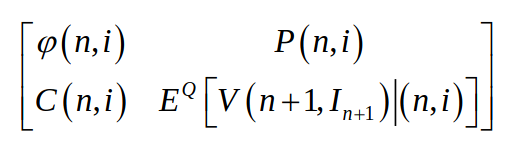 φ(n,i) P(n,i)
C(n,i) E^Q[V(n+1,I_{n+1})|(n,i)]